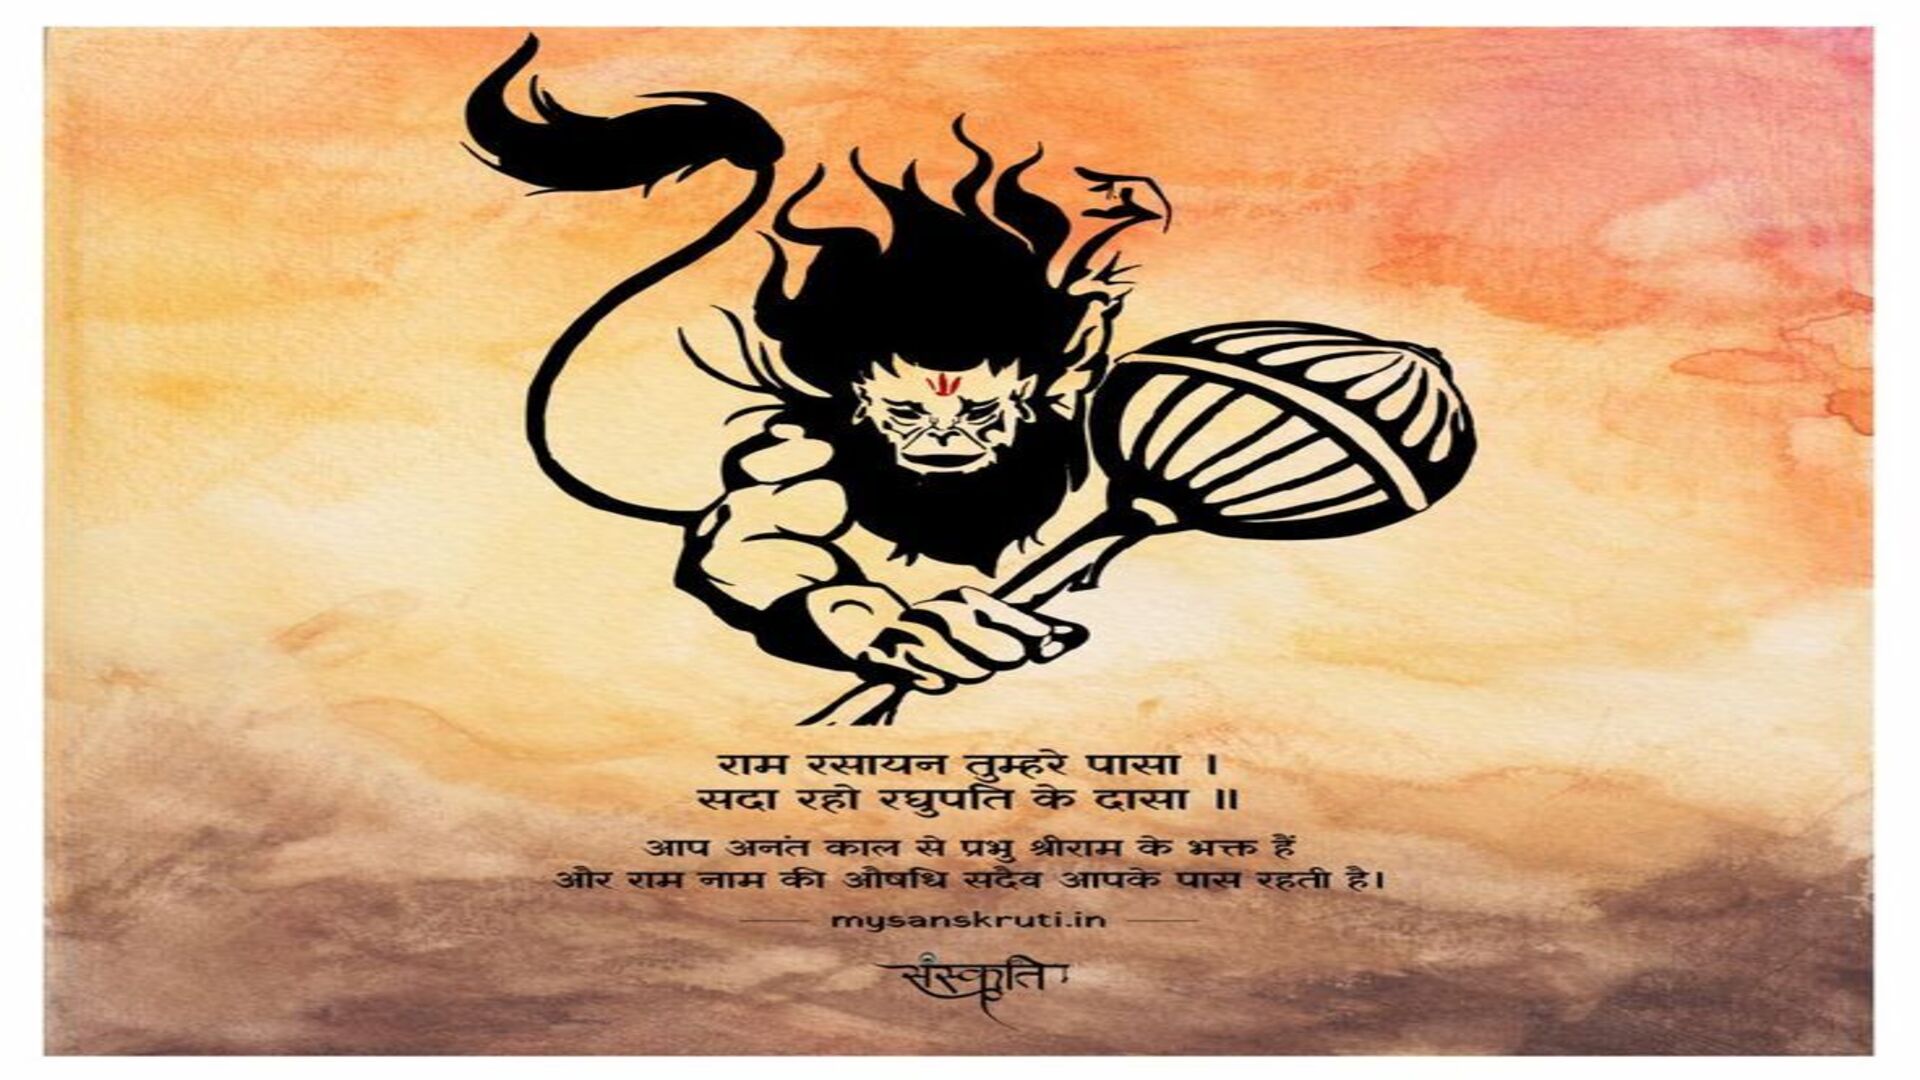 राम रसायन तुम्हरे पासा ।
सदा रहो रघुपति के दासा ॥
आप अनंत काल से प्रभु श्रीराम के भक्त हैं
और राम नाम की औषधि सदैव आपके पास रहती है।
mysanskruti.in
संस्कृति